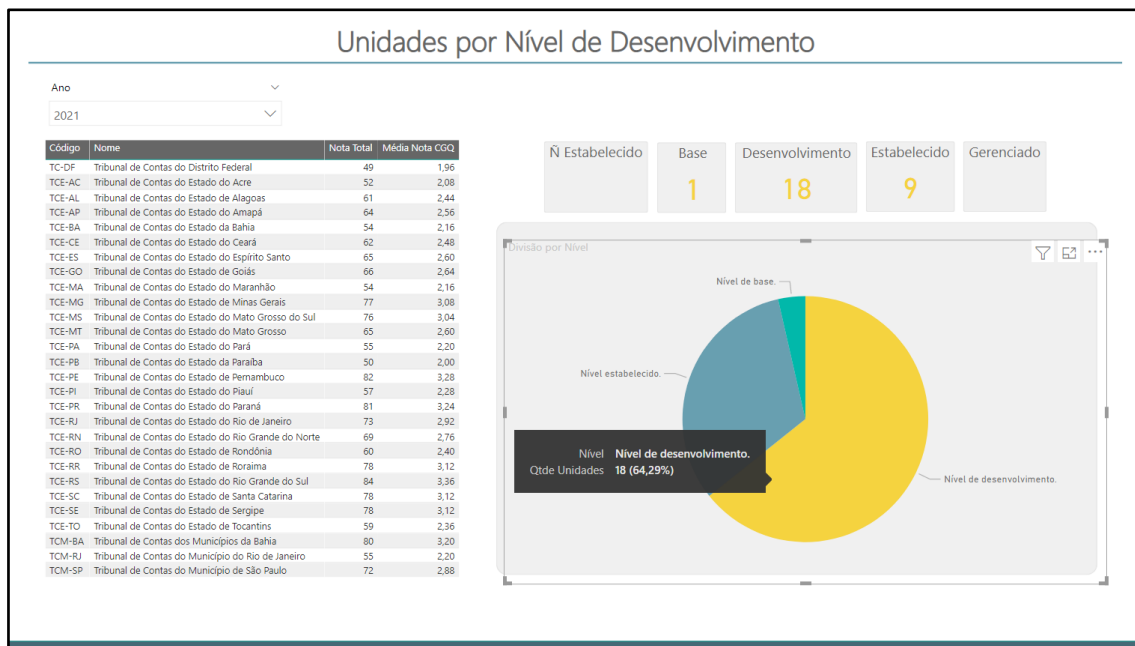 Unidades por Nível de Desenvolvimento
Ano
2021
Código Nome Nota Total Média Nota CGQ
TC-DF Tribunal de Contas do Distrito Federal 49 1,96
TCE-AC Tribunal de Contas do Estado do Acre 52 2,08
TCE-AL Tribunal de Contas do Estado de Alagoas 61 2,44
TCE-AP Tribunal de Contas do Estado do Amapá 64 2,56
TCE-BA Tribunal de Contas do Estado da Bahia 54 2,16
TCE-CE Tribunal de Contas do Estado do Ceará 62 2,48
TCE-ES Tribunal de Contas do Estado do Espírito Santo 65 2,60
TCE-GO Tribunal de Contas do Estado de Goiás 66 2,64
TCE-MA Tribunal de Contas do Estado do Maranhão 54 2,16
TCE-MG Tribunal de Contas do Estado de Minas Gerais 77 3,08
TCE-MS Tribunal de Contas do Estado do Mato Grosso do Sul 76 3,04
TCE-MT Tribunal de Contas do Estado do Mato Grosso 65 2,60
TCE-PA Tribunal de Contas do Estado do Pará 55 2,20
TCE-PB Tribunal de Contas do Estado da Paraíba 50 2,00
TCE-PE Tribunal de Contas do Estado de Pernambuco 82 3,28
TCE-PI Tribunal de Contas do Estado do Piauí 57 2,28
TCE-PR Tribunal de Contas do Estado do Paraná 81 3,24
TCE-RJ Tribunal de Contas do Estado do Rio de Janeiro 73 2,92
TCE-RN Tribunal de Contas do Estado do Rio Grande do Norte 69 2,76
TCE-RO Tribunal de Contas do Estado de Rondônia 60 2,40
TCE-RR Tribunal de Contas do Estado de Roraima 78 3,12
TCE-RS Tribunal de Contas do Estado do Rio Grande do Sul 84 3,36
TCE-SC Tribunal de Contas do Estado de Santa Catarina 78 3,12
TCE-SE Tribunal de Contas do Estado de Sergipe 78 3,12
TCE-TO Tribunal de Contas do Estado de Tocantins 59 2,36
TCM-BA Tribunal de Contas dos Municípios da Bahia 80 3,20
TCM-RJ Tribunal de Contas do Município do Rio de Janeiro 55 2,20
TCM-SP Tribunal de Contas do Município de São Paulo 72 2,88
Ñ Estabelecido Base Desenvolvimento Estabelecido Gerenciado
1 18 9
Divisão por Nível
Nível de base.
Nível estabelecido.
Nível Nível de desenvolvimento.
Qtde Unidades 18 (64,29%)
Nível de desenvolvimento.